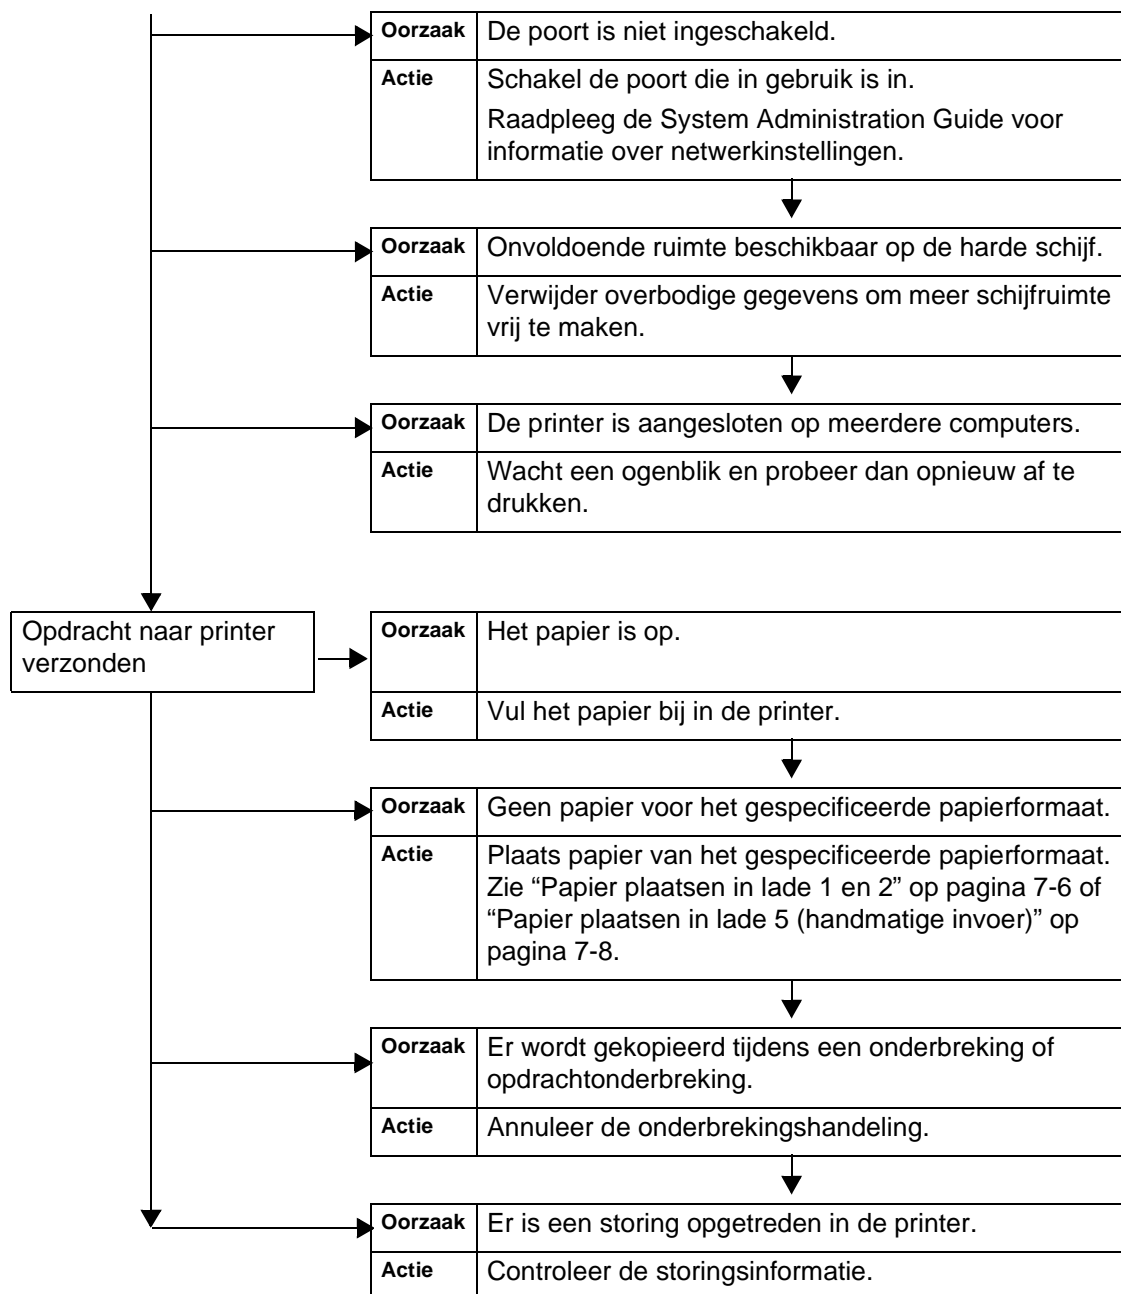 Oorzaak De poort is niet ingeschakeld.
Actie Schakel de poort die in gebruik is in.
Raadpleeg de System Administration Guide voor
informatie over netwerkinstellingen.
Oorzaak Onvoldoende ruimte beschikbaar op de harde schijf.
Actie Verwijder overbodige gegevens om meer schijfruimte
vrij te maken.
Oorzaak De printer is aangesloten op meerdere computers.
Actie Wacht een ogenblik en probeer dan opnieuw af te
drukken.
Opdracht naar printer
verzonden
Oorzaak Het papier is op.
Actie Vul het papier bij in de printer.
Oorzaak Geen papier voor het gespecificeerde papierformaat.
Actie Plaats papier van het gespecificeerde papierformaat.
Zie “Papier plaatsen in lade 1 en 2” op pagina 7-6 of
“Papier plaatsen in lade 5 (handmatige invoer)” op
pagina 7-8.
Oorzaak Er wordt gekopieerd tijdens een onderbreking of
opdrachtonderbreking.
Actie Annuleer de onderbrekingshandeling.
Oorzaak Er is een storing opgetreden in de printer.
Actie Controleer de storingsinformatie.